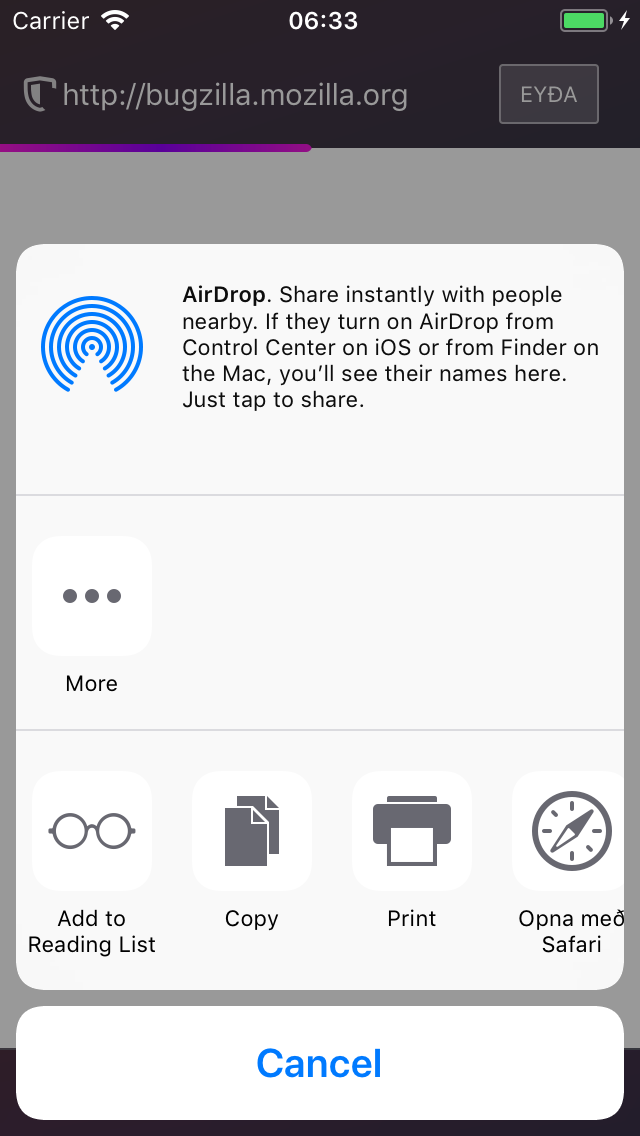 Carrier 06:33
http://bugzilla.mozilla.org EYÐA
AirDrop. Share instantly with people
nearby. If they turn on AirDrop from
Control Center on iOS or from Finder on
the Mac, you’ll see their names here.
Just tap to share.
More
Add to
Reading List
Copy
Print
Opna með
Safari
Cancel